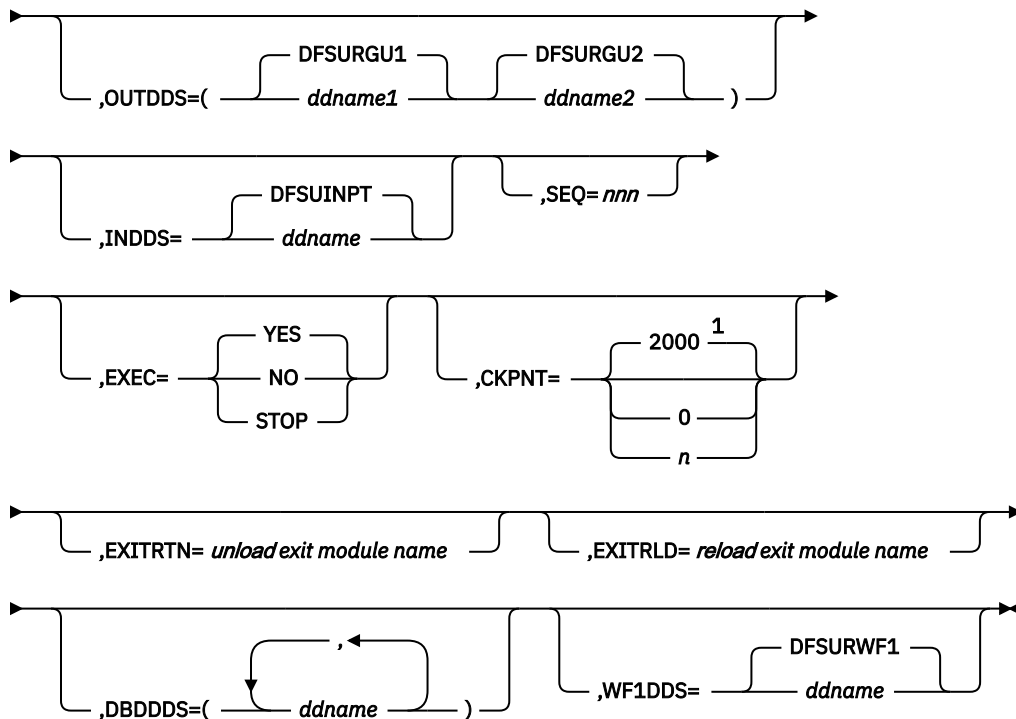 DFSURGU1 DFSURGU2
,OUTDDS=( ddname1 ddname2 )
DFSUINPT ,SEQ= nnn
,INDDS= ddname
YES 2000 1
,EXEC= NO ,CKPNT=
STOP 0
n
,EXITRTN= unload exit module name ,EXITRLD= reload exit module name
, DFSURWF1
,DBDDDS=( ddname ) ,WF1DDS= ddname